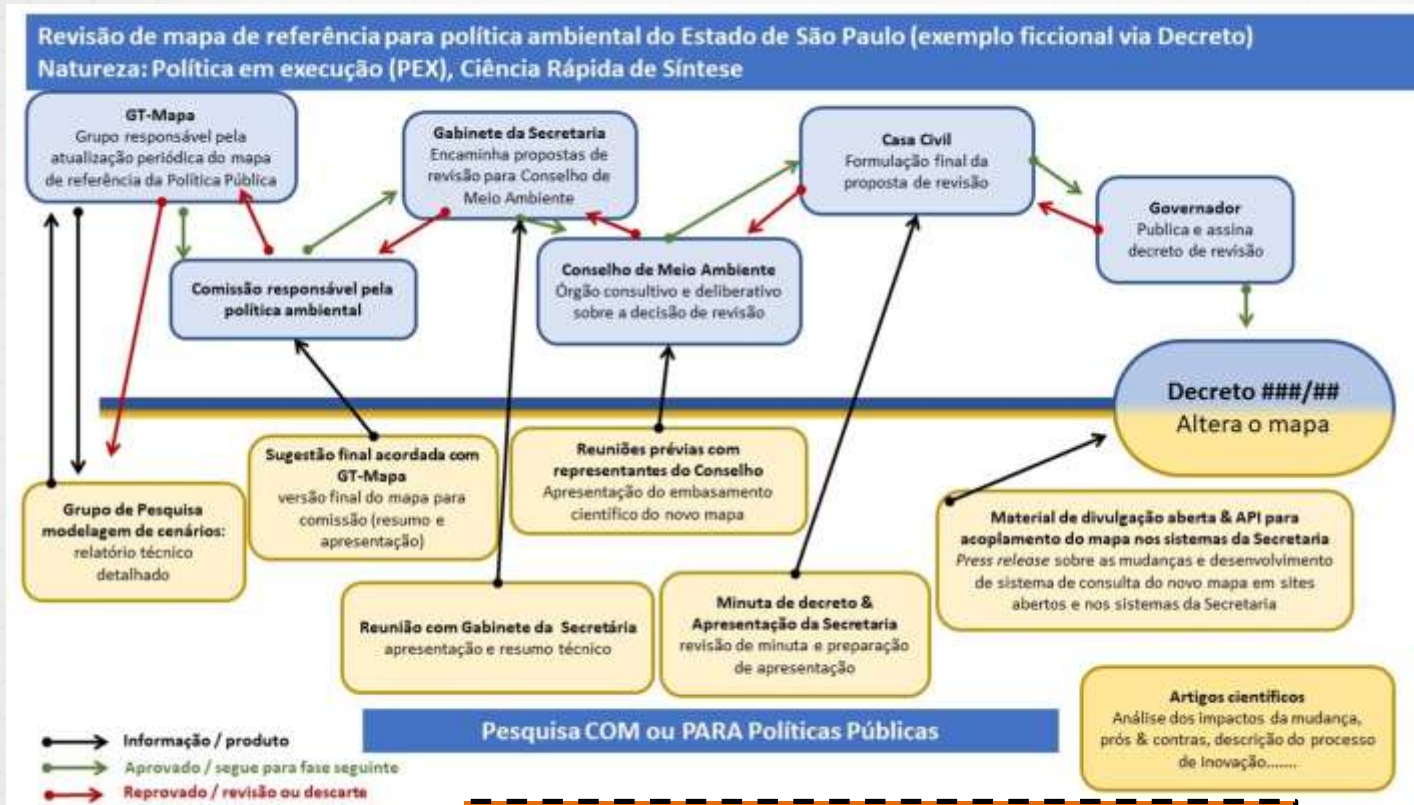 Revisão de mapa de referência para política ambiental do Estado de São Paulo (exemplo ficcional via Decreto)
Natureza: Política em execução (PEX), Ciência Rápida de Síntese
GT-Mapa
Grupo responsável pela
atualização periódica do mapa
de referência da Política Pública
Gabinete da Secretaria
Encaminha propostas de
revisão para Conselho de
Meio Ambiente
Casa Civil
Formulação final da
proposta de revisão
Governador
Publica e assina
decreto de revisão
Comissão responsável pela
política ambiental
Conselho de Meio Ambiente
Órgão consultivo e deliberativo
sobre a decisão de revisão
Decreto ###/##
Altera o mapa
Grupo de Pesquisa
modelagem de cenários:
relatório técnico
detalhado
Sugestão final acordada com
GT-Mapa
versão final do mapa para
comissão (resumo e
apresentação)
Reuniões prévias com
representantes do Conselho
Apresentação do embasamento
científico do novo mapa
Material de divulgação aberta & API para
acoplamento do mapa nos sistemas da Secretaria
Press release sobre as mudanças e desenvolvimento
de sistema de consulta do novo mapa em sites
abertos e nos sistemas da Secretaria
Reunião com Gabinete da Secretária
apresentação e resumo técnico
Minuta de decreto &
Apresentação da Secretaria
revisão de minuta e preparação
de apresentação
Artigos científicos
Análise dos impactos da mudança,
prós & contras, descrição do processo
de inovação.......
Pesquisa COM ou PARA Políticas Públicas
Informação / produto
Aprovado / segue para fase seguinte
Reprovado / revisão ou descarte